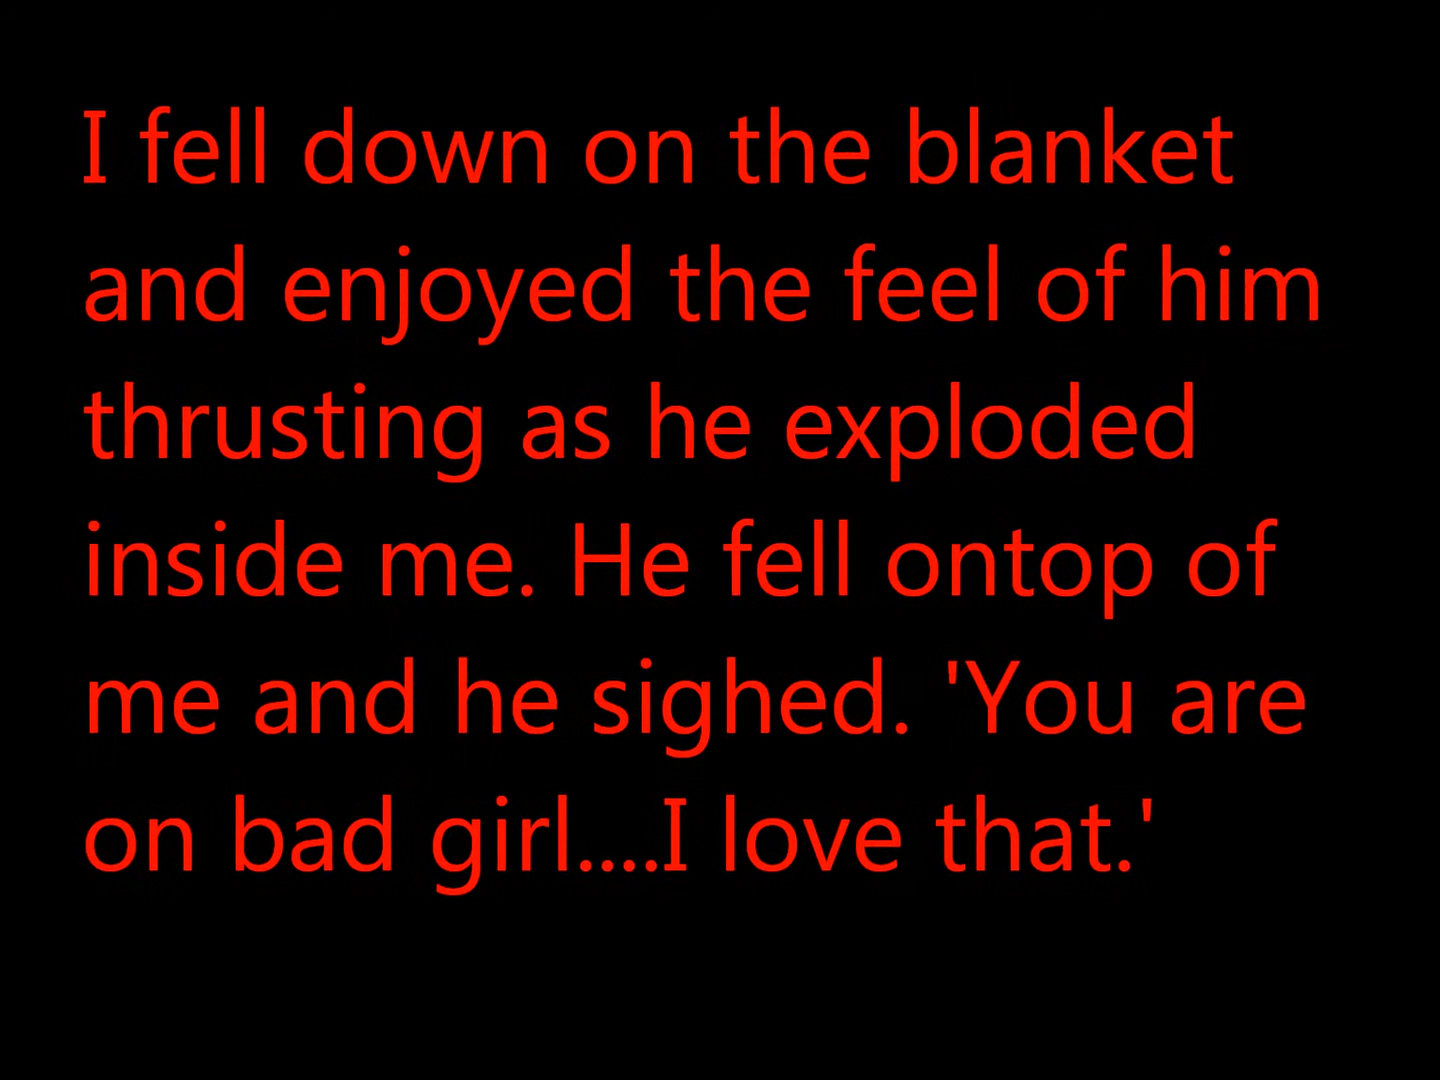 I fell down on the blanket
and enjoyed the feel of him
thrusting as he exploded
inside me. He fell ontop of
me and he sighed. 'You are
on bad girl....I love that.'